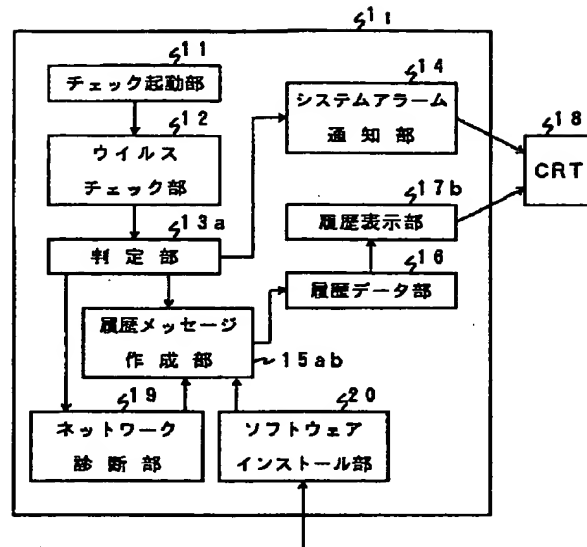 11
11
チェック起動部
12
ウイルス
チェック部
13a
判定部
14
システムアラーム
通知部
18
CRT
17b
履歴表示部
16
履歴データ部
履歴メッセージ
作成部
15ab
19
ネットワーク
診断部
20
ソフトウェア
インストール部